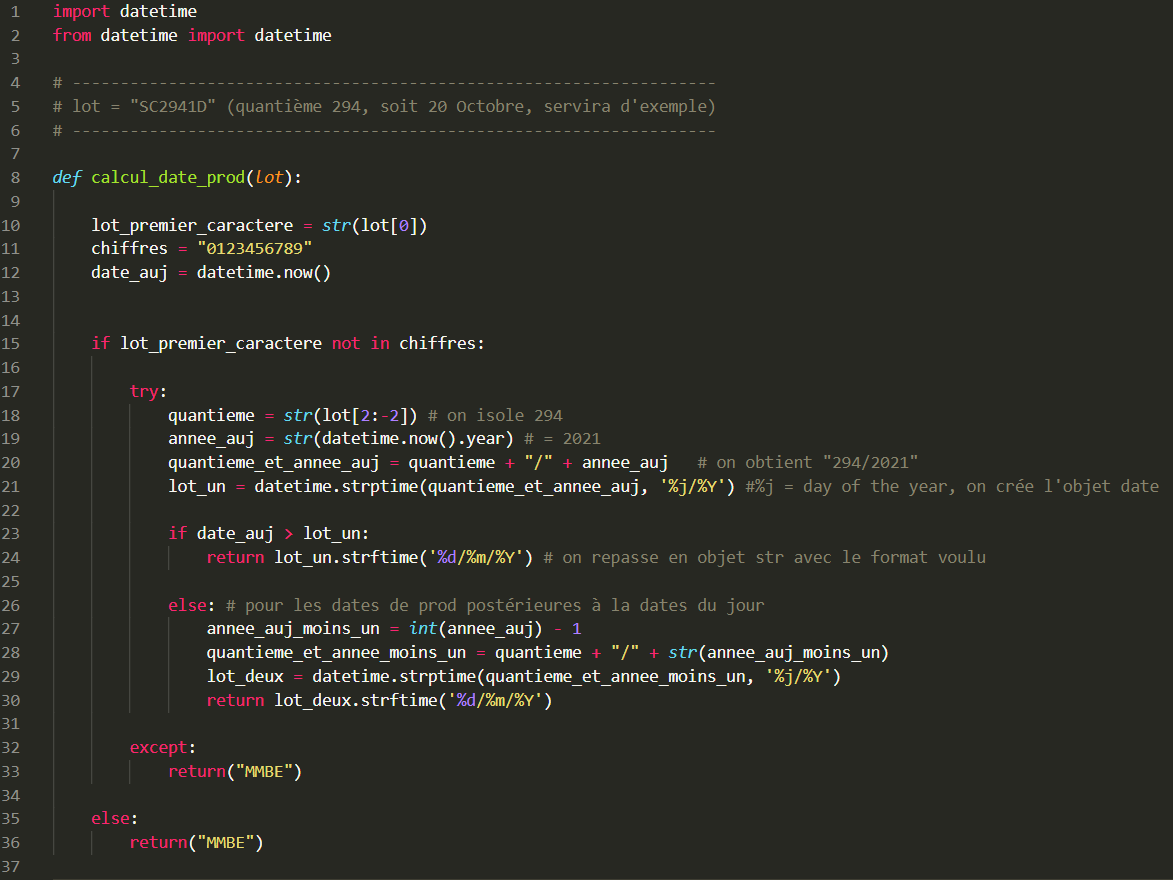 1 import datetime
2 from datetime import datetime
3
4 # -------------------------------------------------------------------
5 # lot = "SC2941D" (quantième 294, soit 20 Octobre, servira d'exemple)
6 # -------------------------------------------------------------------
7
8 def calcul_date_prod(lot):
9
10     lot_premier_caractere = str(lot[0])
11     chiffres = "0123456789"
12     date_auj = datetime.now()
13
14
15     if lot_premier_caractere not in chiffres:
16
17         try:
18             quantieme = str(lot[2:-2]) # on isole 294
19             annee_auj = str(datetime.now().year) # = 2021
20             quantieme_et_annee_auj = quantieme + "/" + annee_auj   # on obtient "294/2021"
21             lot_un = datetime.strptime(quantieme_et_annee_auj, '%j/%Y') #%j = day of the year, on crée l'objet date
22
23             if date_auj > lot_un:
24                 return lot_un.strftime('%d/%m/%Y') # on repasse en objet str avec le format voulu
25
26             else: # pour les dates de prod postérieures à la dates du jour
27                 annee_auj_moins_un = int(annee_auj) - 1
28                 quantieme_et_annee_moins_un = quantieme + "/" + str(annee_auj_moins_un)
29                 lot_deux = datetime.strptime(quantieme_et_annee_moins_un, '%j/%Y')
30                 return lot_deux.strftime('%d/%m/%Y')
31
32         except:
33             return("MMBE")
34
35     else:
36         return("MMBE")
37